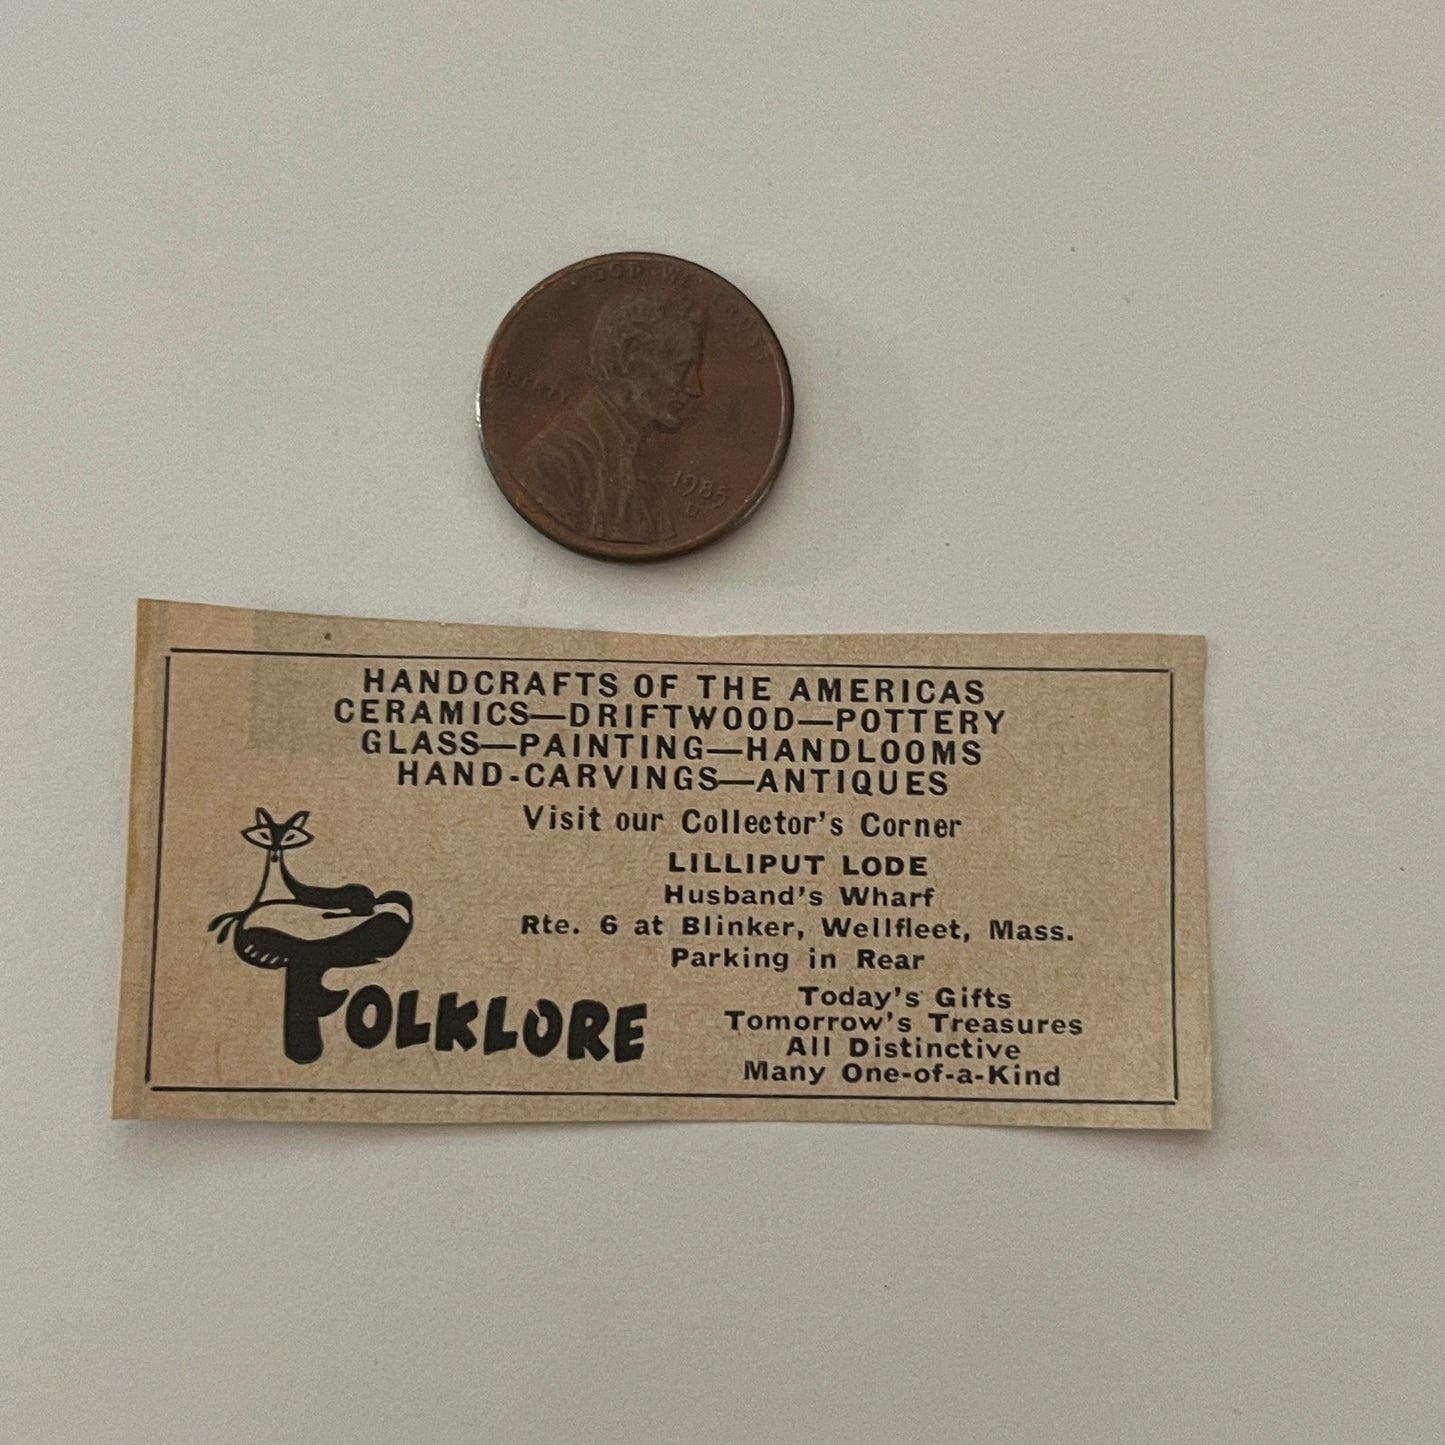 GOD WE TRUST
LIBERTY
1985
D
HANDCRAFTS OF THE AMERICAS
CERAMICS—DRIFTWOOD—POTTERY
GLASS—PAINTING—HANDLOOMS
HAND-CARVINGS—ANTIQUES
Visit our Collector's Corner
LILLIPUT LODE
Husband's Wharf
Rte. 6 at Blinker, Wellfleet, Mass.
Parking in Rear
FOLKLORE
Today's Gifts
Tomorrow's Treasures
All Distinctive
Many One-of-a-Kind